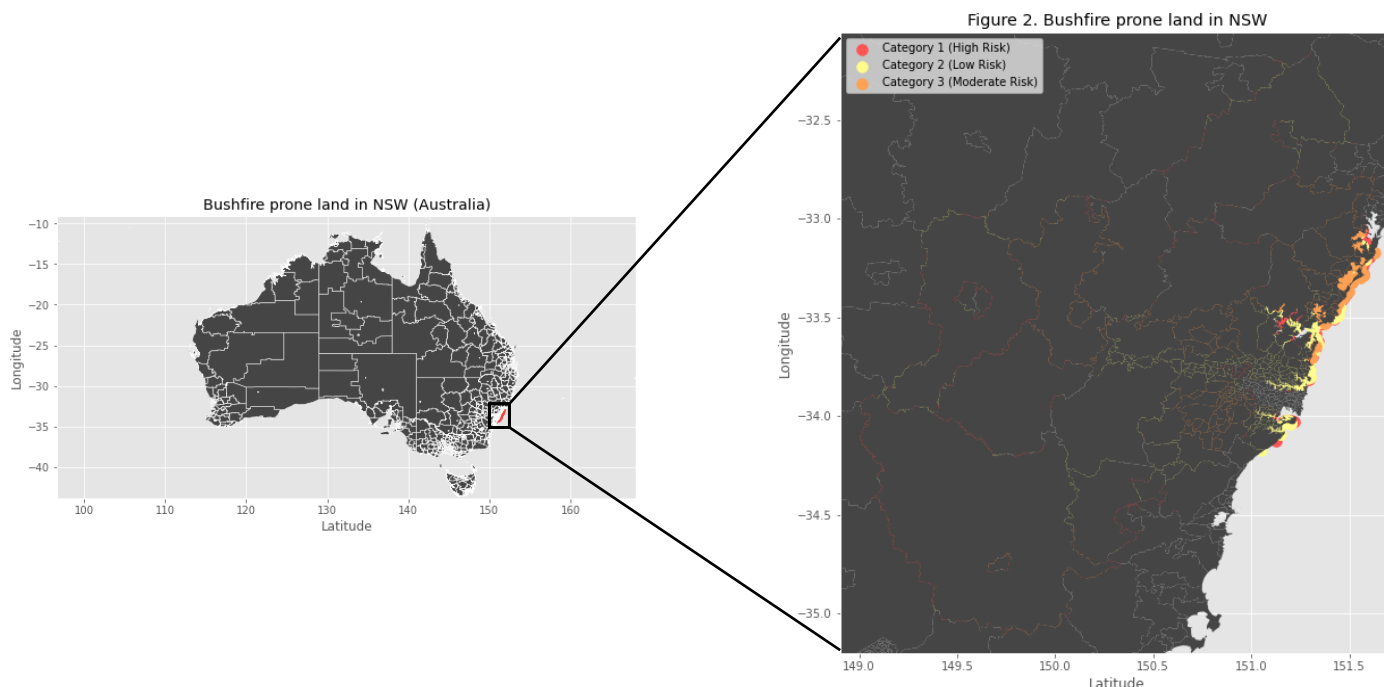 Bushfire prone land in NSW (Australia)
−10
−15
−20
−25
−30
−35
−40
Longitude
100
110
120
130
140
150
160
Latitude
Figure 2. Bushfire prone land in NSW
Category 1 (High Risk)
Category 2 (Low Risk)
Category 3 (Moderate Risk)
−32.5
−33.0
−33.5
−34.0
−34.5
−35.0
Longitude
149.0
149.5
150.0
150.5
151.0
151.5
Latitude